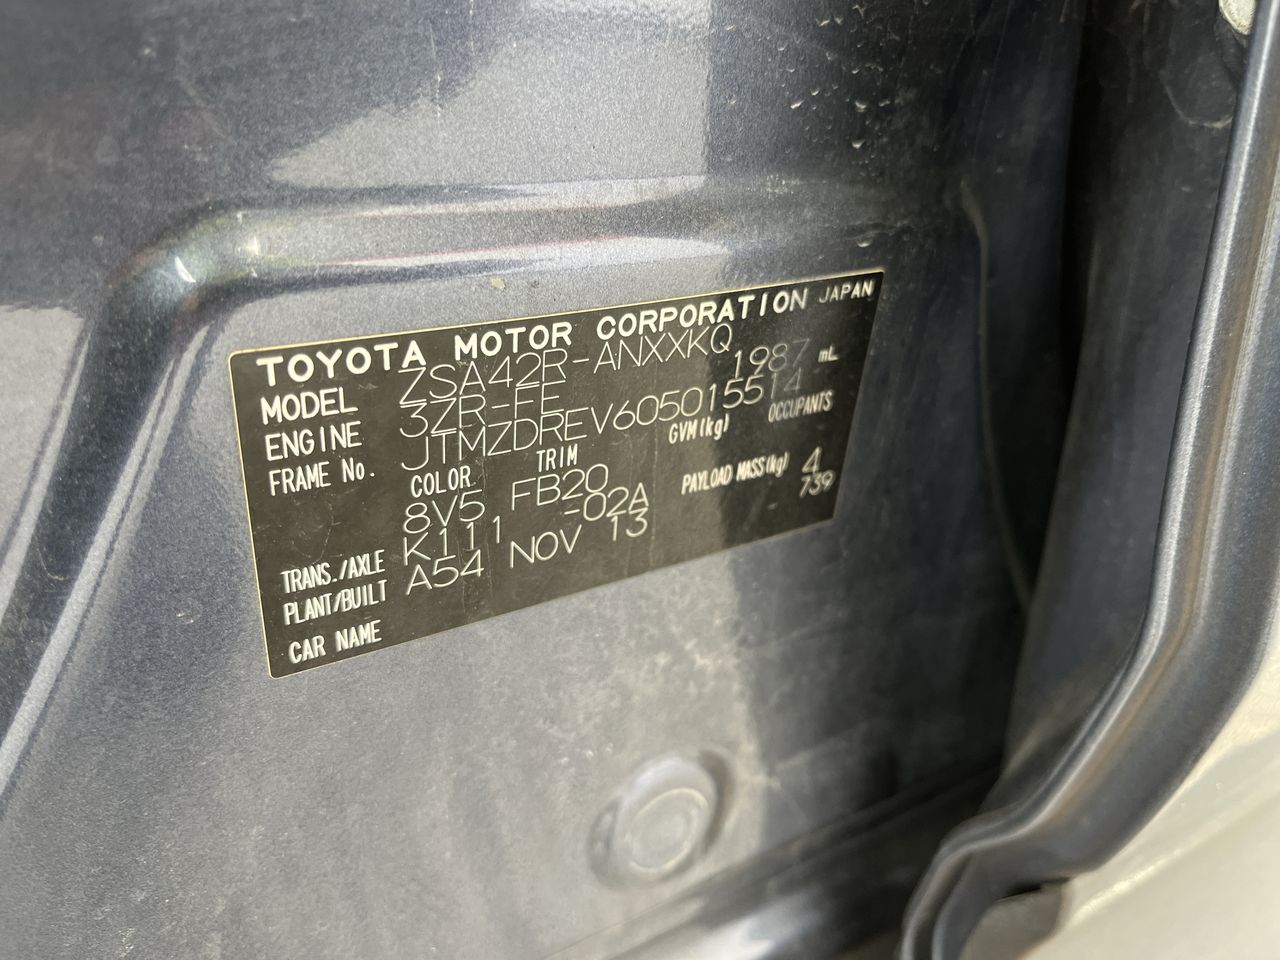 TOYOTA MOTOR CORPORATION JAPAN
MODEL ZSA42R-ANXXKQ
ENGINE 3ZR-FE 1987 mL
FRAME No. JTMZDREV605015514
COLOR TRIM GVM(kg) OCCUPANTS
8V5 FB20 4
TRANS./AXLE K111 -02A PAYLOAD MASS(kg) 739
PLANT/BUILT A54 NOV 13
CAR NAME